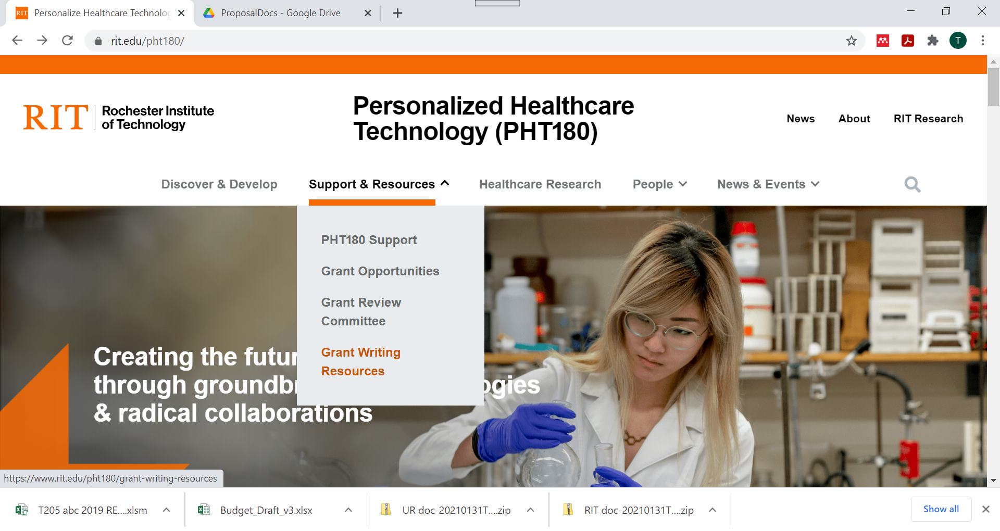 RIT
Personalize Healthcare Technolog
ProposalDocs - Google Drive
rit.edu/pht180/
T
RIT
Rochester Institute
of Technology
Personalized Healthcare
Technology (PHT180)
News
About
RIT Research
Discover & Develop
Support & Resources
Healthcare Research
People
News & Events
PHT180 Support
Grant Opportunities
Grant Review
Committee
Grant Writing
Resources
Creating the futur
through groundbr ogies
& radical collaborations
https://www.rit.edu/pht180/grant-writing-resources
T205 abc 2019 RE....xlsm
Budget_Draft_v3.xlsx
UR doc-20210131T....zip
RIT doc-20210131T....zip
Show all